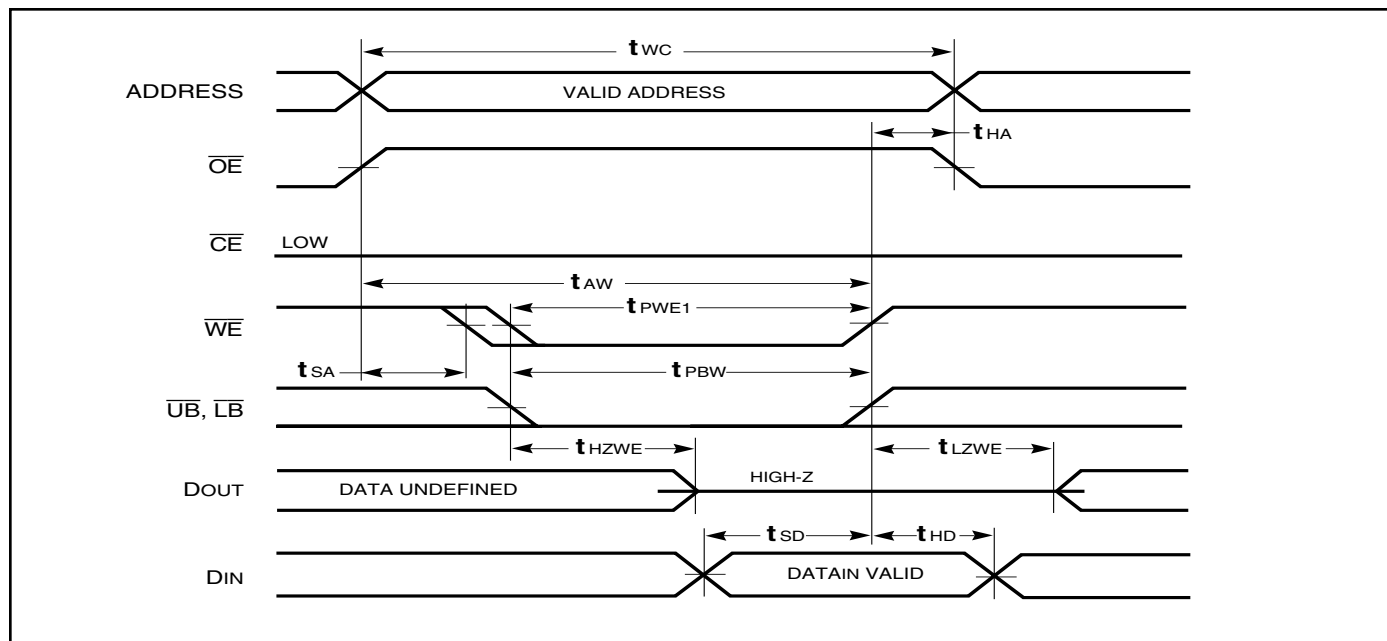 tWC
ADDRESS
VALID ADDRESS
tHA
OE
CE
LOW
tAW
tPWE1
WE
tSA
tPBW
UB, LB
tHZWE
tLZWE
DOUT
DATA UNDEFINED
HIGH-Z
tSD
tHD
DIN
DATAIN VALID